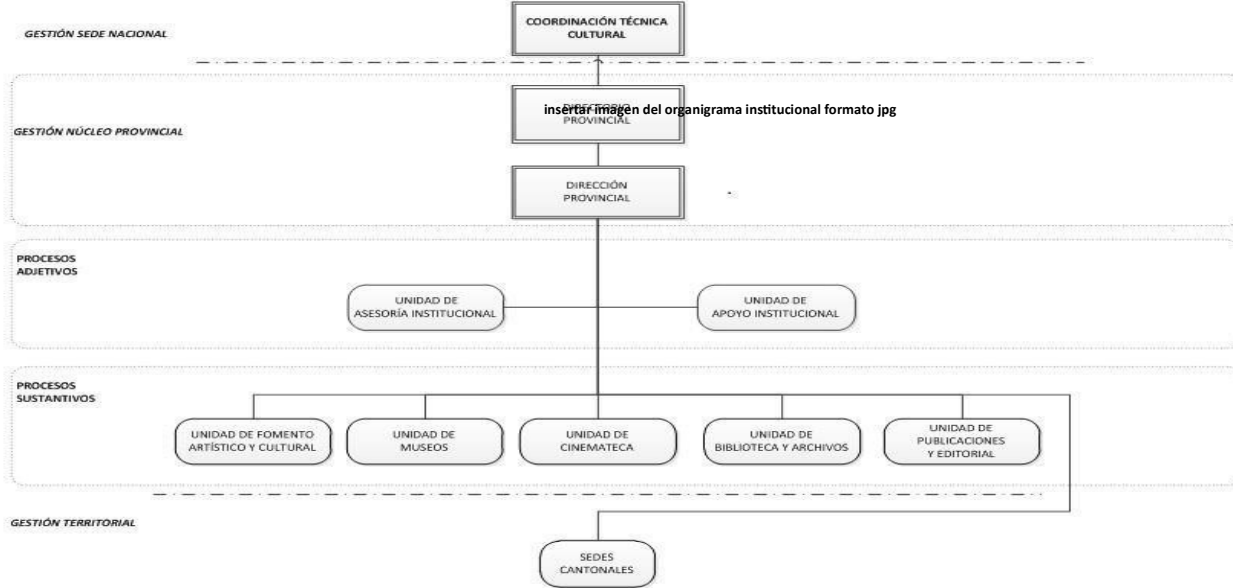 COORDINACIÓN TÉCNICA
CULTURAL
GESTIÓN SEDE NACIONAL
DIRECTORIO
PROVINCIAL
insertar imagen del organigrama institucional formato jpg
GESTIÓN NÚCLEO PROVINCIAL
DIRECCIÓN
PROVINCIAL
PROCESOS
ADJETIVOS
UNIDAD DE
ASESORÍA INSTITUCIONAL
UNIDAD DE
APOYO INSTITUCIONAL
PROCESOS
SUSTANTIVOS
UNIDAD DE FOMENTO
ARTÍSTICO Y CULTURAL
UNIDAD DE
MUSEOS
UNIDAD DE
CINEMATECA
UNIDAD DE
BIBLIOTECA Y ARCHIVOS
UNIDAD DE
PUBLICACIONES
Y EDITORIAL
GESTIÓN TERRITORIAL
SEDES
CANTONALES